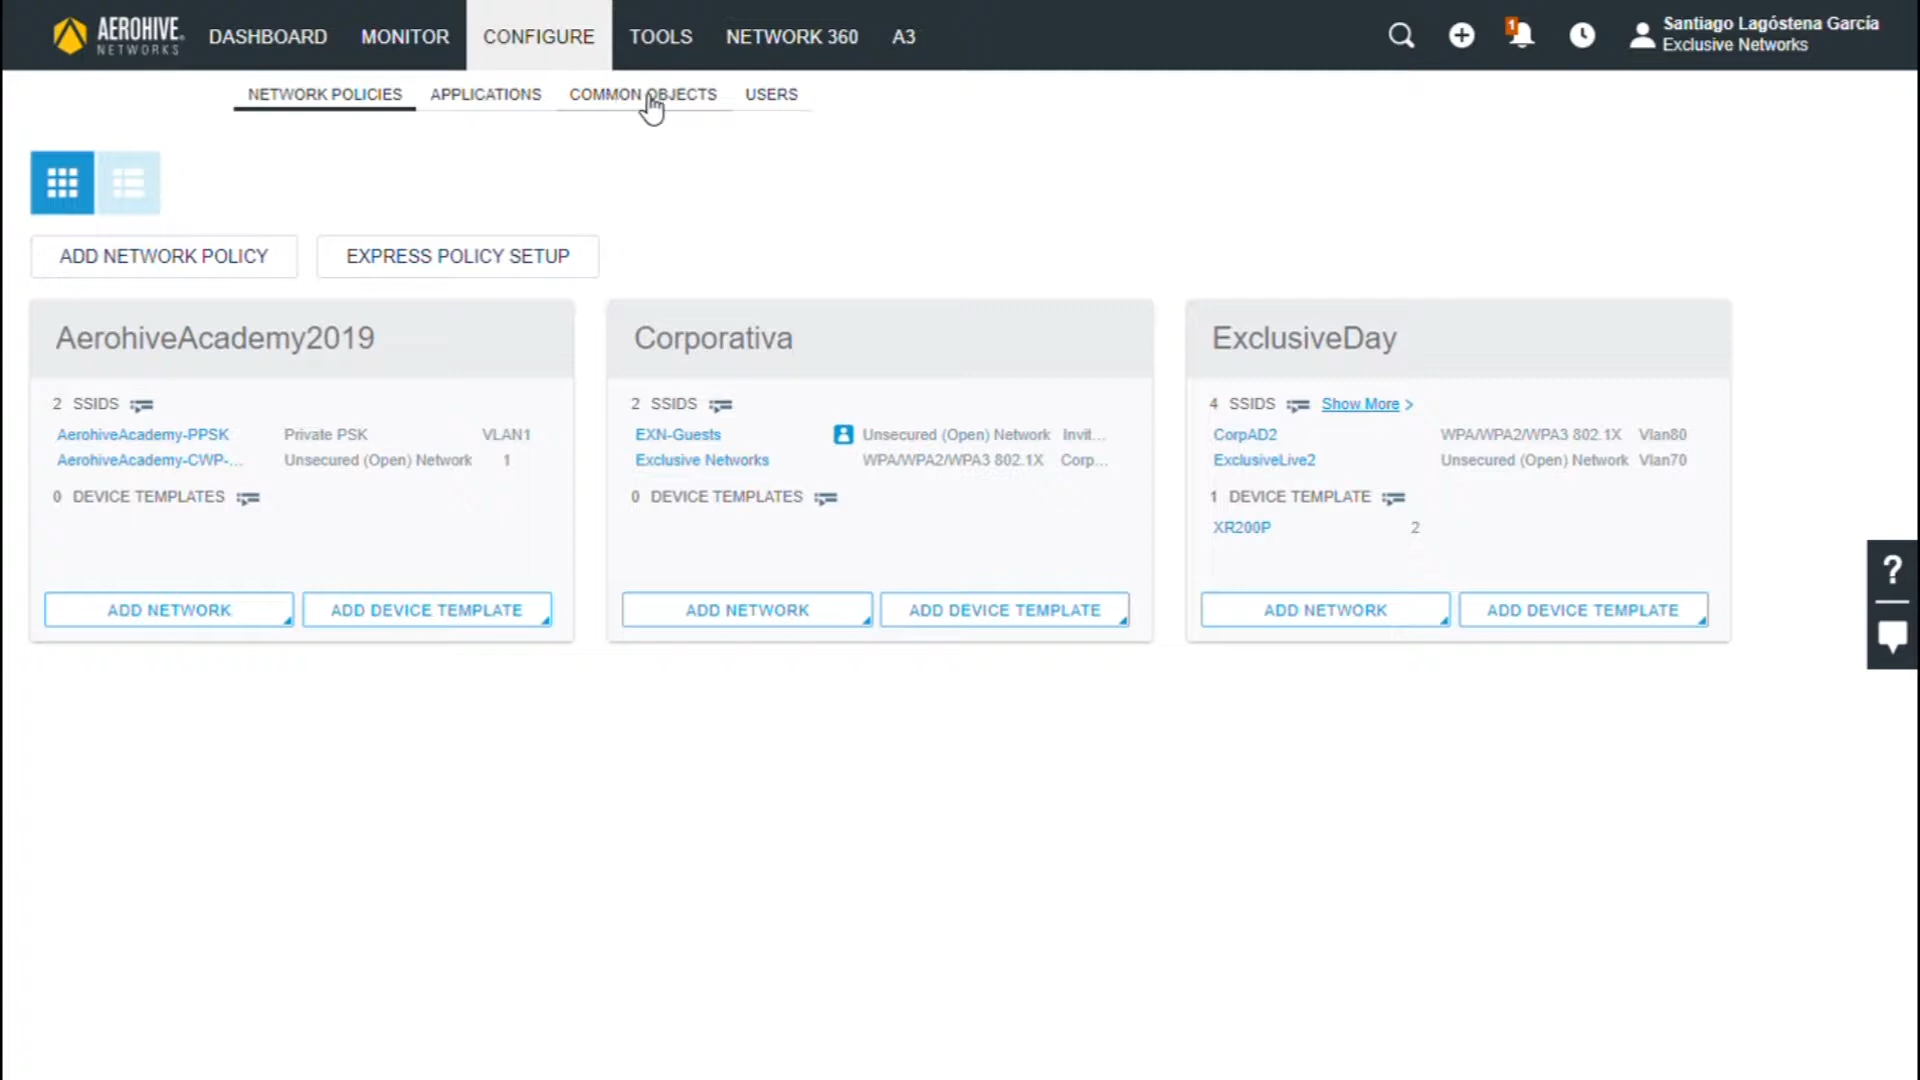 AEROHIVE
NETWORKS
DASHBOARD MONITOR CONFIGURE TOOLS NETWORK 360 A3
1
Santiago Lagóstena García
Exclusive Networks
NETWORK POLICIES APPLICATIONS COMMON OBJECTS USERS
ADD NETWORK POLICY EXPRESS POLICY SETUP
AerohiveAcademy2019
2 SSIDS
AerohiveAcademy-PPSK Private PSK VLAN1
AerohiveAcademy-CWP-... Unsecured (Open) Network 1
0 DEVICE TEMPLATES
ADD NETWORK ADD DEVICE TEMPLATE
Corporativa
2 SSIDS
EXN-Guests Unsecured (Open) Network Invit...
Exclusive Networks WPA/WPA2/WPA3 802.1X Corp...
0 DEVICE TEMPLATES
ADD NETWORK ADD DEVICE TEMPLATE
ExclusiveDay
4 SSIDS Show More >
CorpAD2 WPA/WPA2/WPA3 802.1X Vlan80
ExclusiveLive2 Unsecured (Open) Network Vlan70
1 DEVICE TEMPLATE
XR200P 2
ADD NETWORK ADD DEVICE TEMPLATE
?